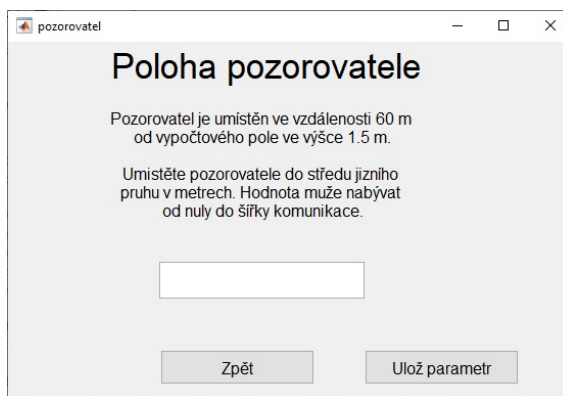 pozorovatel
Poloha pozorovatele
Pozorovatel je umístěn ve vzdálenosti 60 m
od vypočtového pole ve výšce 1.5 m.
Umistěte pozorovatele do středu jizního
pruhu v metrech. Hodnota muže nabývat
od nuly do šířky komunikace.
Zpět
Ulož parametr